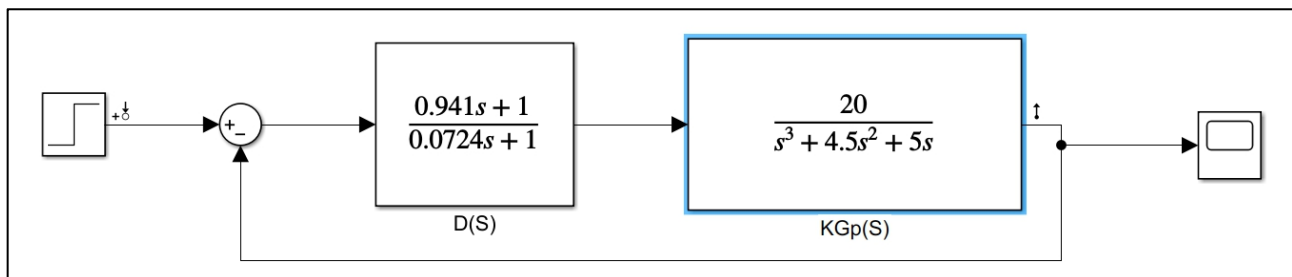 0.941s + 1
0.0724s + 1
20
s³ + 4.5s² + 5s
+
+
−
D(S)
KGp(S)